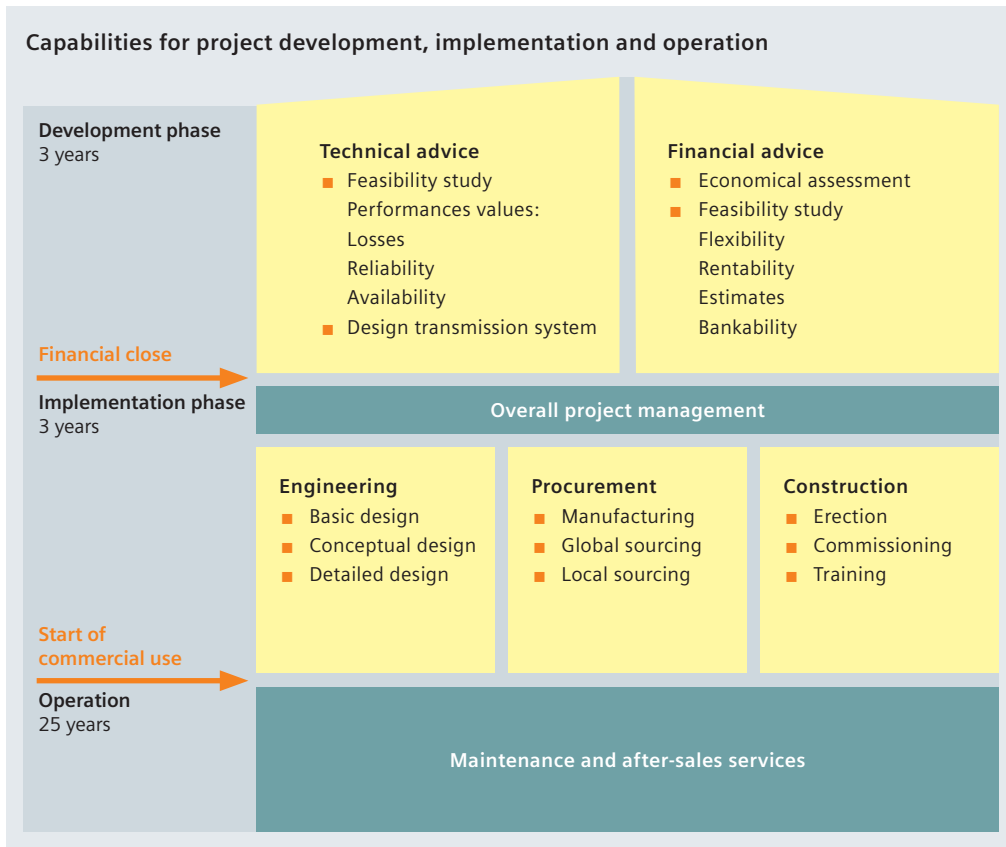 Capabilities for project development, implementation and operation
Development phase
3 years
Technical advice
Feasibility study
Performances values:
Losses
Reliability
Availability
Design transmission system
Financial advice
Economical assessment
Feasibility study
Flexibility
Rentability
Estimates
Bankability
Financial close
Implementation phase
3 years
Overall project management
Engineering
Basic design
Conceptual design
Detailed design
Procurement
Manufacturing
Global sourcing
Local sourcing
Construction
Erection
Commissioning
Training
Start of
commercial use
Operation
25 years
Maintenance and after-sales services